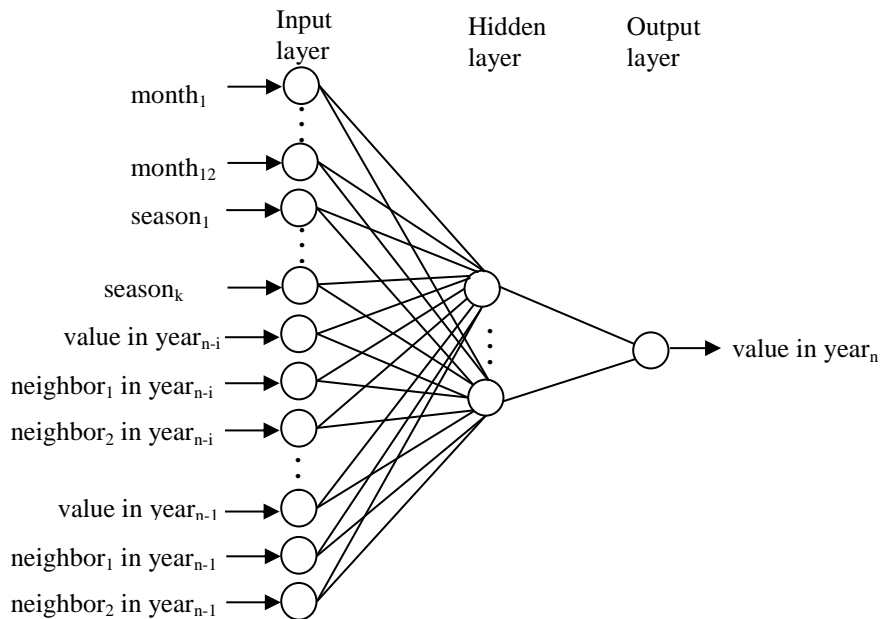 Input layer
Hidden layer
Output layer
month₁
month₁₂
season₁
seasonₖ
value in yearₙ₋ᵢ
neighbor₁ in yearₙ₋ᵢ
neighbor₂ in yearₙ₋ᵢ
value in yearₙ₋₁
neighbor₁ in yearₙ₋₁
neighbor₂ in yearₙ₋₁
value in yearₙ